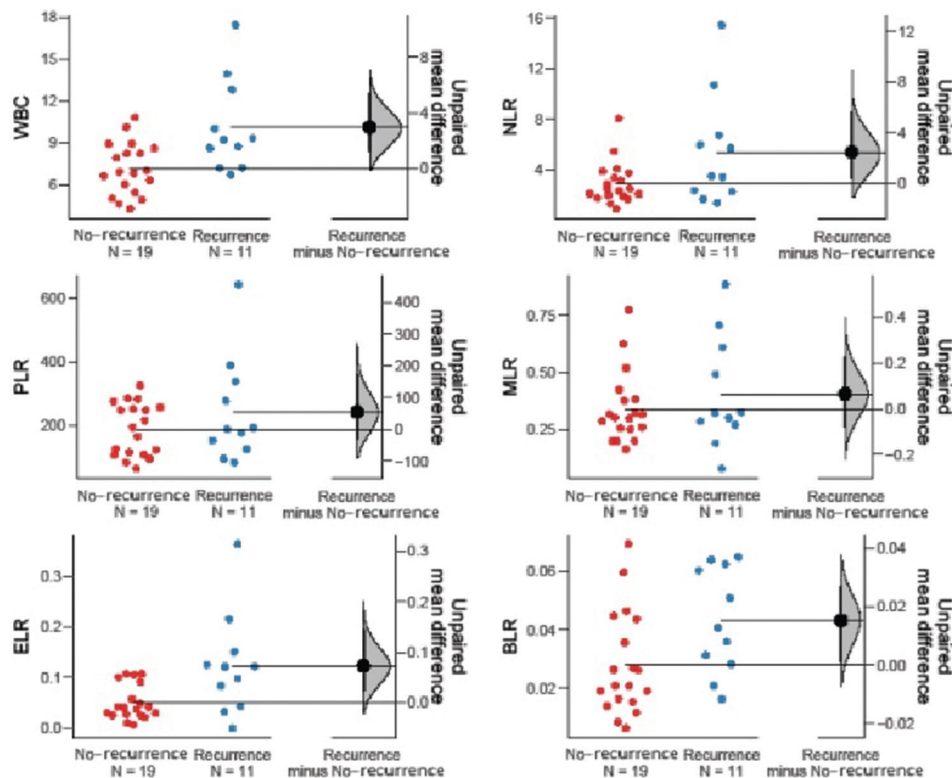 18
15
12
9
6
WBC
8
4
0
Unpaired
mean difference
No-recurrence
N = 19
Recurrence
N = 11
Recurrence
minus No-recurrence
16
12
8
4
NLR
12
8
4
0
Unpaired
mean difference
No-recurrence
N = 19
Recurrence
N = 11
Recurrence
minus No-recurrence
600
400
200
PLR
400
300
200
100
0
-100
Unpaired
mean difference
No-recurrence
N = 19
Recurrence
N = 11
Recurrence
minus No-recurrence
0.75
0.50
0.25
MLR
0.4
0.2
0.0
-0.2
Unpaired
mean difference
No-recurrence
N = 19
Recurrence
N = 11
Recurrence
minus No-recurrence
0.3
0.2
0.1
0.0
ELR
0.3
0.2
0.1
0.0
Unpaired
mean difference
No-recurrence
N = 19
Recurrence
N = 11
Recurrence
minus No-recurrence
0.06
0.04
0.02
BLR
0.04
0.02
0.00
-0.02
Unpaired
mean difference
No-recurrence
N = 19
Recurrence
N = 11
Recurrence
minus No-recurrence